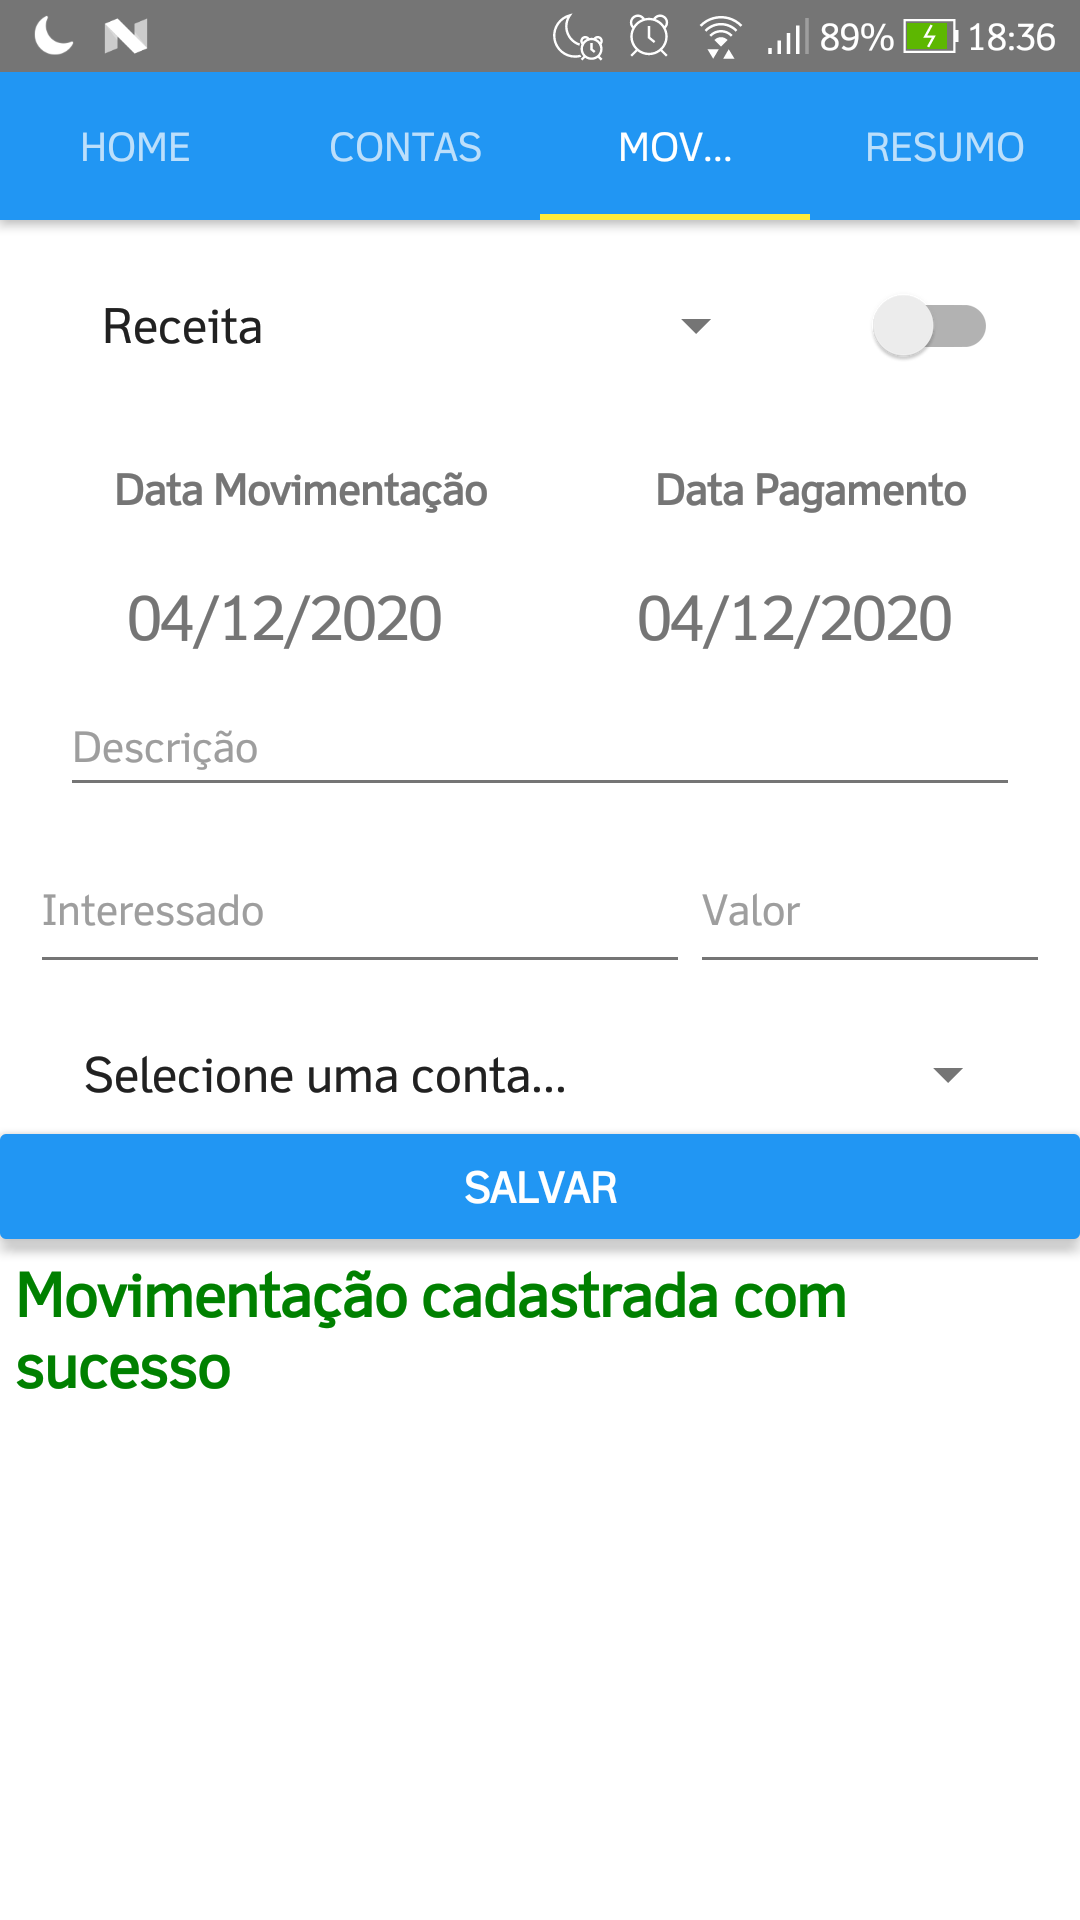 89% 18:36
HOME CONTAS MOV... RESUMO
Receita
Data Movimentação Data Pagamento
04/12/2020 04/12/2020
Descrição
Interessado Valor
Selecione uma conta...
SALVAR
Movimentação cadastrada com
sucesso